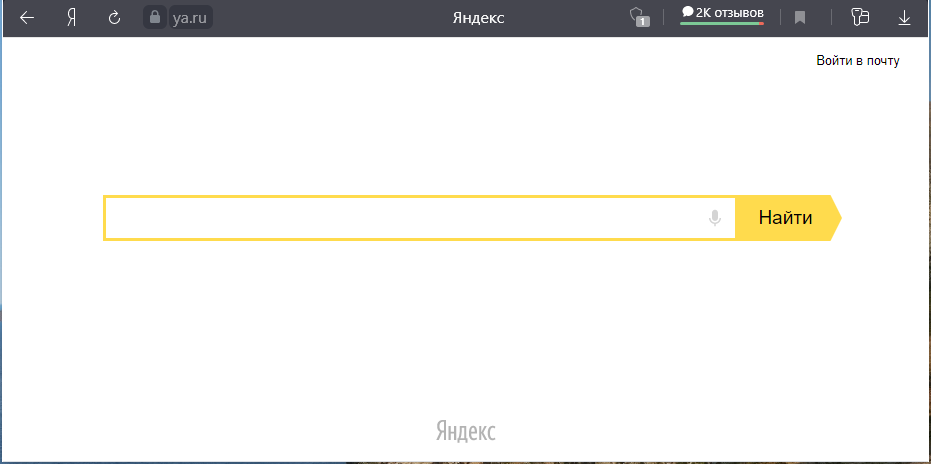 Я ya.ru Яндекс 1 2К отзывов
Войти в почту
Найти
Яндекс